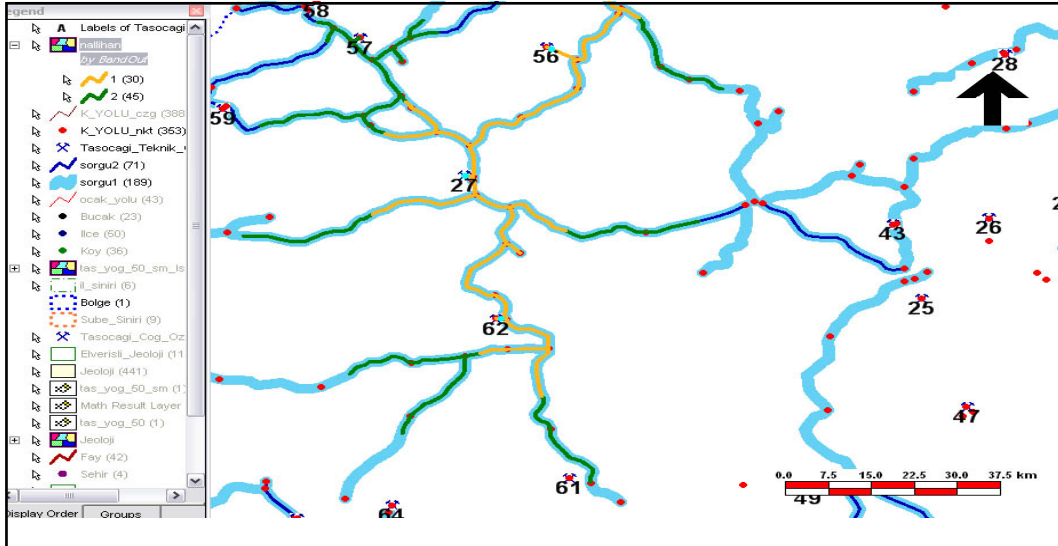 egend
A Labels of Tasocagi
nallihan
by BandOut
1 (30)
2 (45)
K_YOLU_czg (388
K_YOLU_nkt (353)
Tasocagi_Teknik_
sorgu2 (71)
sorgu1 (189)
ocak_yolu (43)
Bucak (23)
Ilce (50)
Koy (36)
tas_yog_50_sm_Is
il_siniri (6)
Bolge (1)
Sube_Siniri (9)
Tasocagi_Cog_Oz
Elverisli_Jeoloji (11
Jeoloji (441)
tas_yog_50_sm (1)
Math Result Layer
tas_yog_50 (1)
Jeoloji
Fay (42)
Sehir (4)
Display Order Groups
58
57
56
28
59
27
43
26
2
25
62
47
61
64
49
0.0 7.5 15.0 22.5 30.0 37.5 km